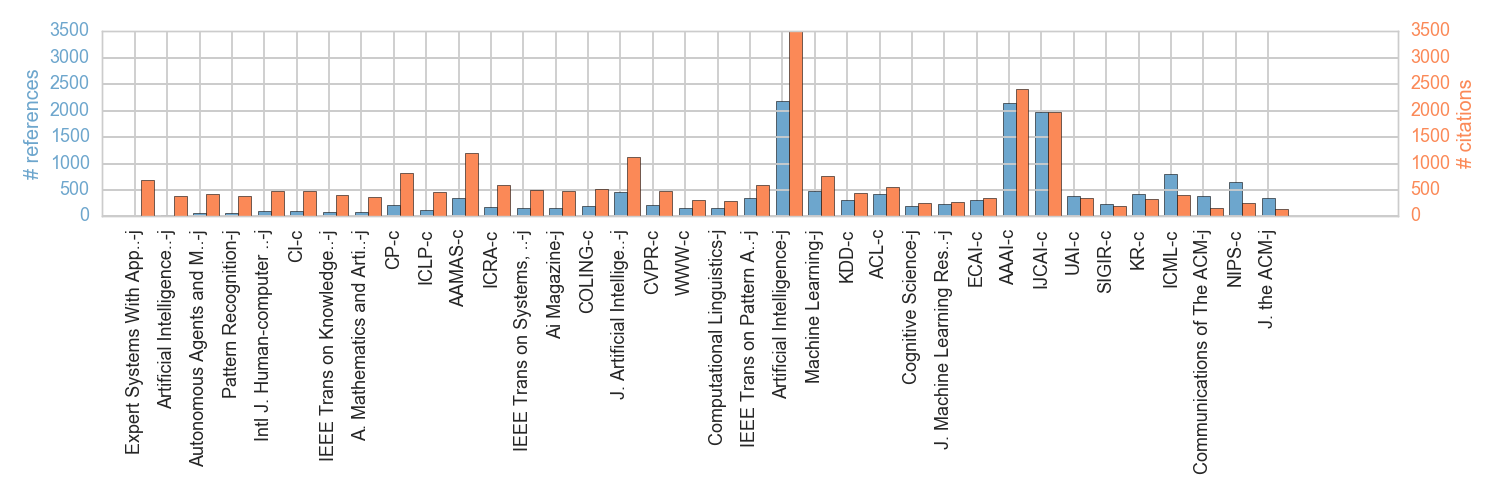 # references
3500
3000
2500
2000
1500
1000
500
0
3500
3000
2500
2000
1500
1000
500
0
# citations
Expert Systems With App..-j
Artificial Intelligence..-j
Autonomous Agents and M..-j
Pattern Recognition-j
Intl J. Human-computer ..-j
CI-c
IEEE Trans on Knowledge..-j
A. Mathematics and Arti..-j
CP-c
ICLP-c
AAMAS-c
ICRA-c
IEEE Trans on Systems, ..-j
Ai Magazine-j
COLING-c
J. Artificial Intellige..-j
CVPR-c
WWW-c
Computational Linguistics-j
IEEE Trans on Pattern A..-j
Artificial Intelligence-j
Machine Learning-j
KDD-c
ACL-c
Cognitive Science-j
J. Machine Learning Res..-j
ECAI-c
AAAI-c
IJCAI-c
UAI-c
SIGIR-c
KR-c
ICML-c
Communications of The ACM-j
NIPS-c
J. the ACM-j